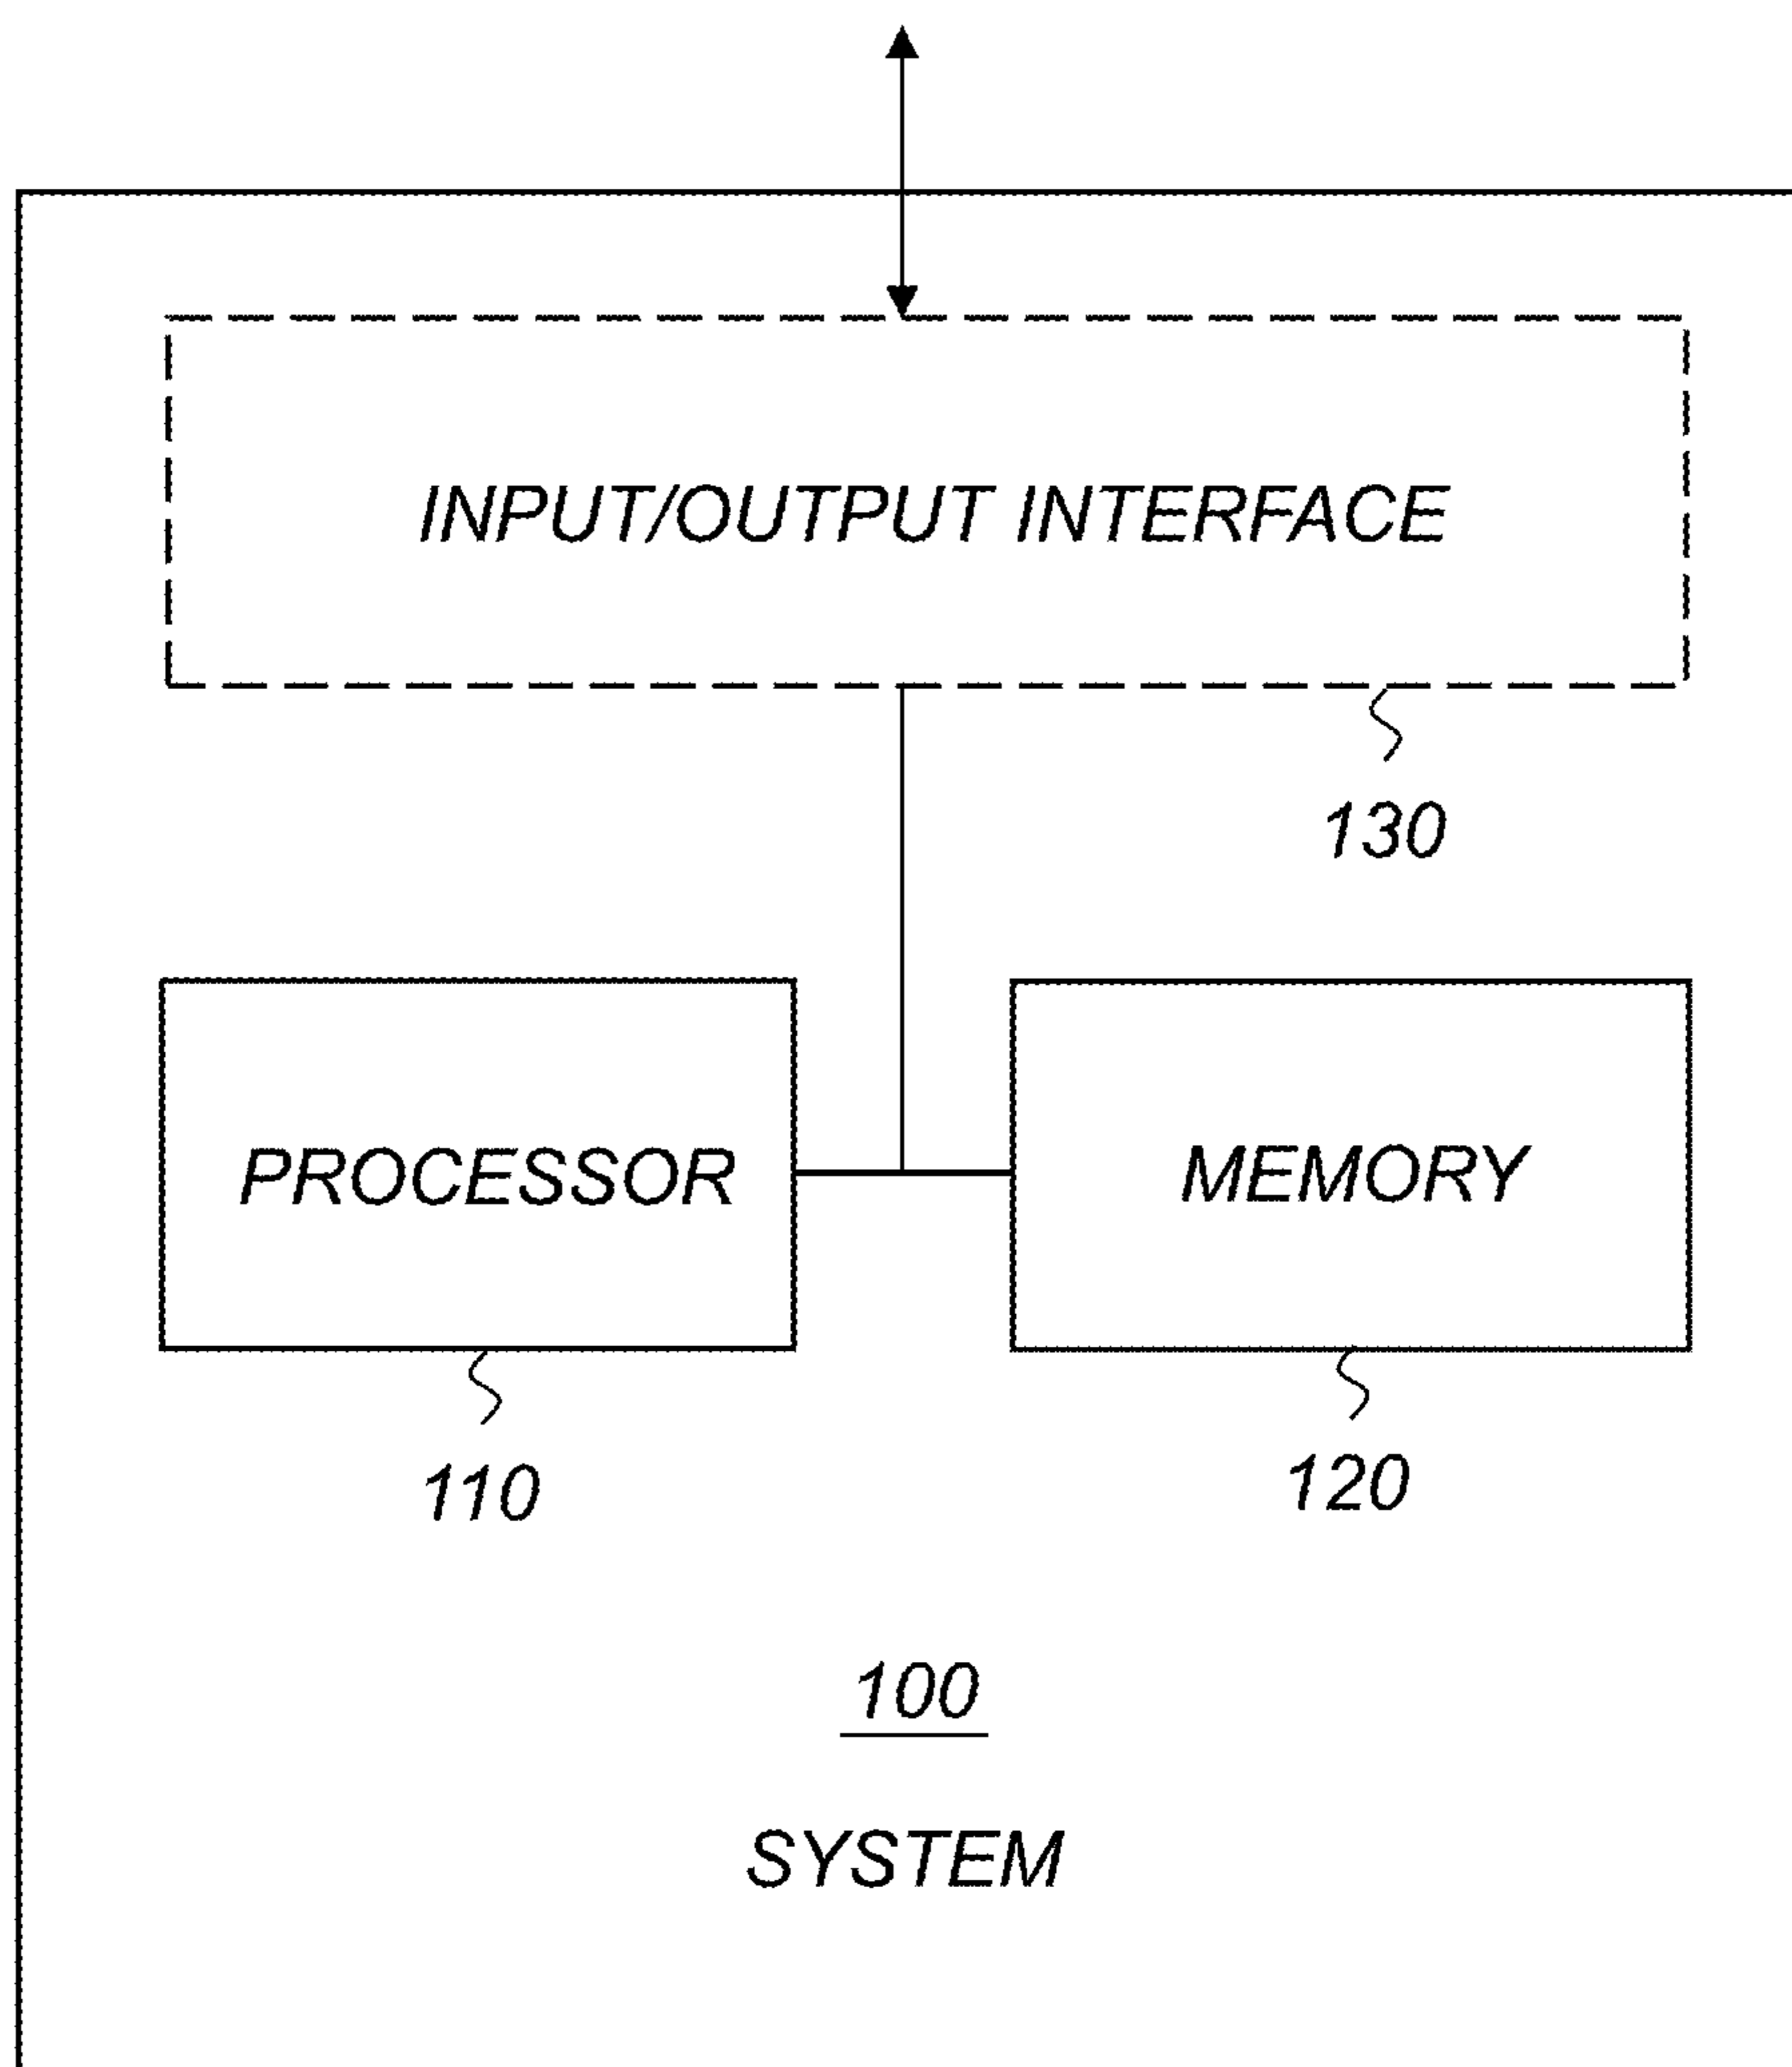 INPUT/OUTPUT INTERFACE
130
PROCESSOR
MEMORY
110
120
100
SYSTEM